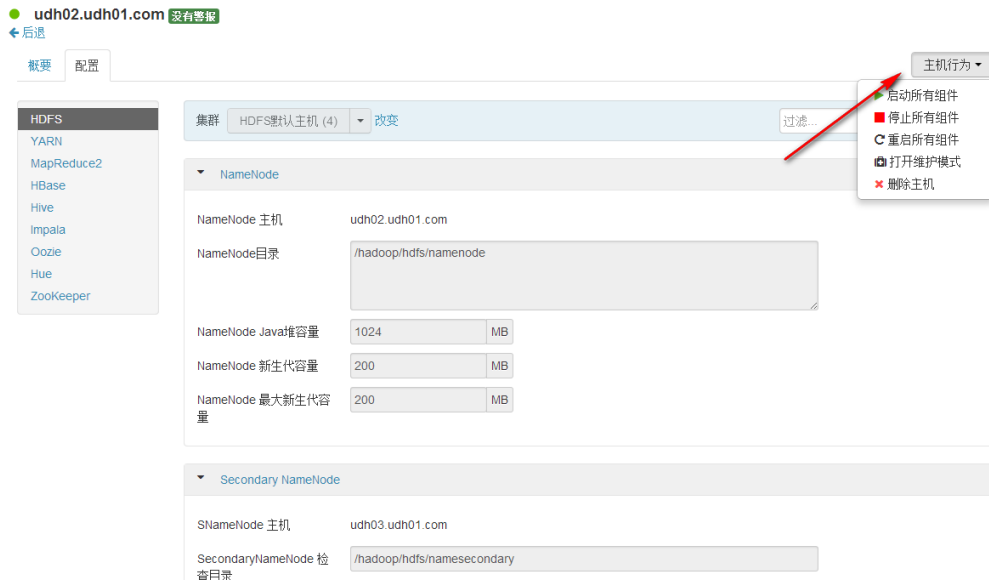 udh02.udh01.com 没有警报
后退
概要 配置 主机行为
启动所有组件
停止所有组件
重启所有组件
打开维护模式
删除主机
HDFS
YARN
MapReduce2
HBase
Hive
Impala
Oozie
Hue
ZooKeeper
集群 HDFS默认主机 (4) 改变 过滤...
NameNode
NameNode 主机 udh02.udh01.com
NameNode目录 /hadoop/hdfs/namenode
NameNode Java堆容量 1024 MB
NameNode 新生代容量 200 MB
NameNode 最大新生代容 200 MB
量
Secondary NameNode
SNameNode 主机 udh03.udh01.com
SecondaryNameNode 检 /hadoop/hdfs/namesecondary
查目录